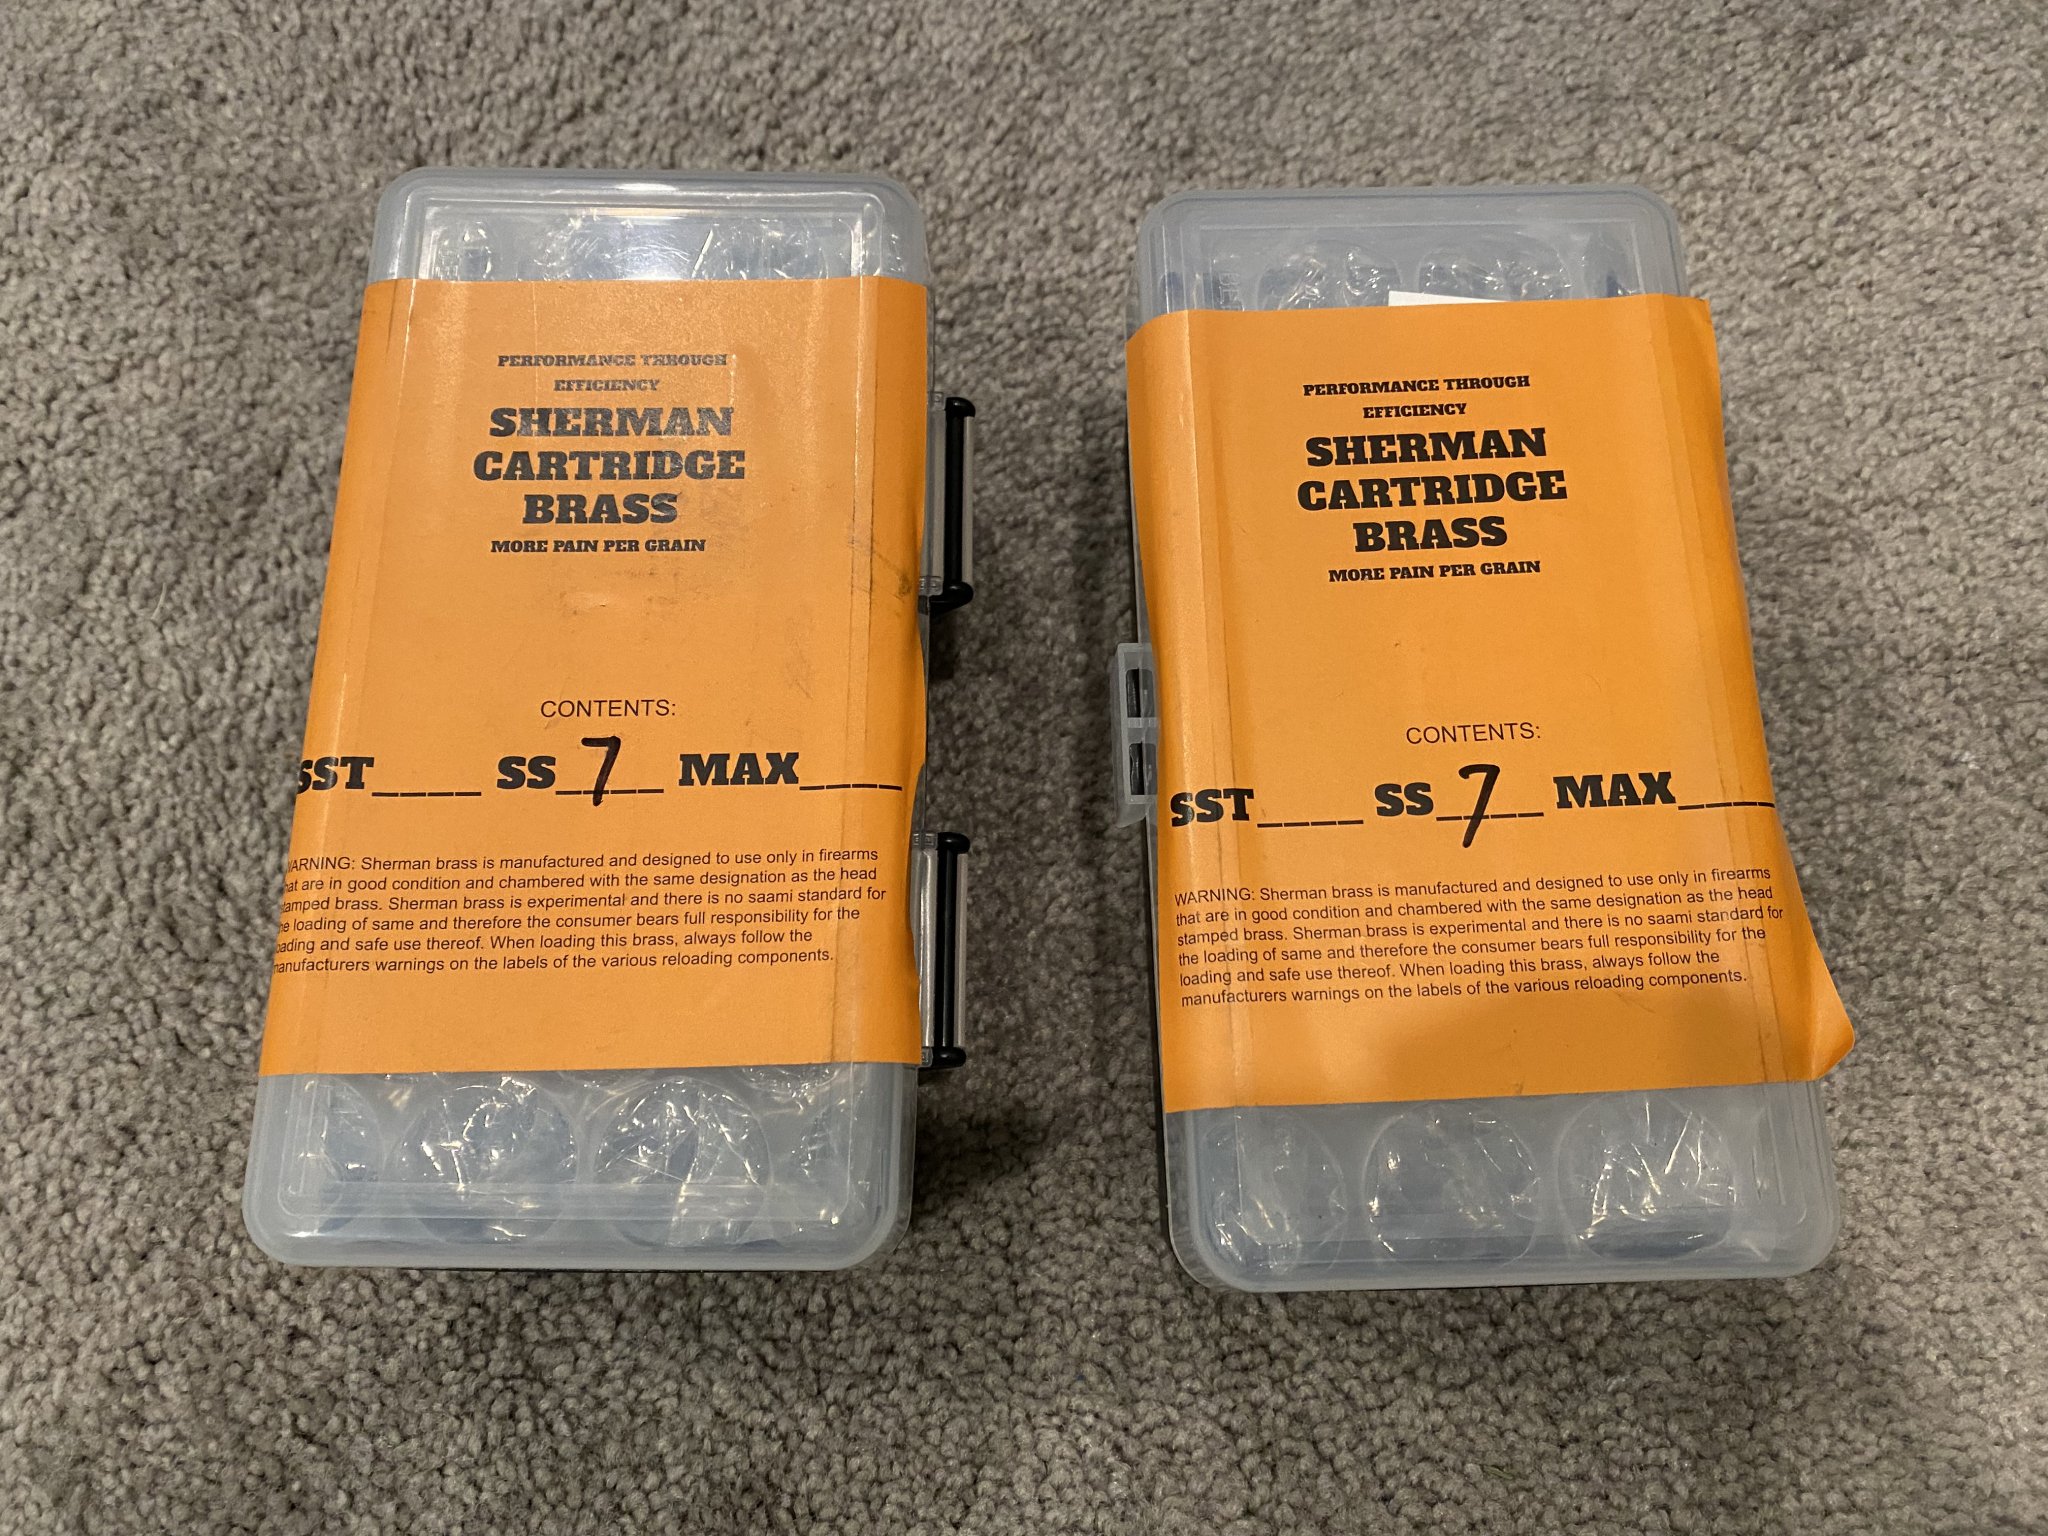 PERFORMANCE THROUGH
EFFICIENCY
SHERMAN
CARTRIDGE
BRASS
MORE PAIN PER GRAIN
CONTENTS:
SST____ SS_7___ MAX____
WARNING: Sherman brass is manufactured and designed to use only in firearms
that are in good condition and chambered with the same designation as the head
stamped brass. Sherman brass is experimental and there is no saami standard for
the loading of same and therefore the consumer bears full responsibility for the
loading and safe use thereof. When loading this brass, always follow the
manufacturers warnings on the labels of the various reloading components.
PERFORMANCE THROUGH
EFFICIENCY
SHERMAN
CARTRIDGE
BRASS
MORE PAIN PER GRAIN
CONTENTS:
SST____ SS_7___ MAX____
WARNING: Sherman brass is manufactured and designed to use only in firearms
that are in good condition and chambered with the same designation as the head
stamped brass. Sherman brass is experimental and there is no saami standard for
the loading of same and therefore the consumer bears full responsibility for the
loading and safe use thereof. When loading this brass, always follow the
manufacturers warnings on the labels of the various reloading components.